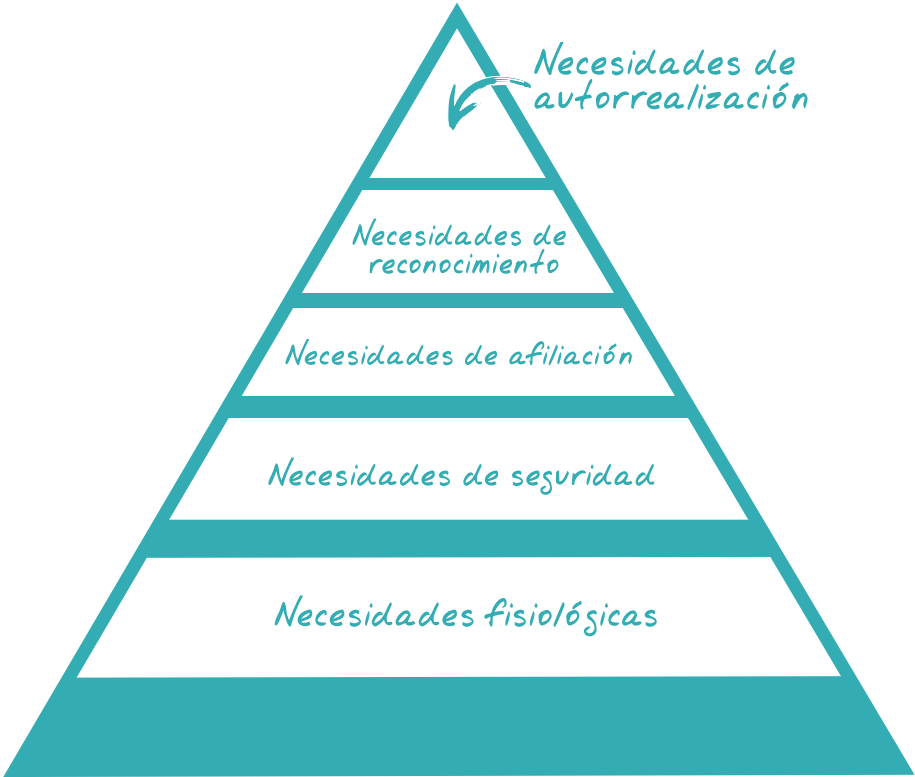 Necesidades de
autorrealización
Necesidades de
reconocimiento
Necesidades de afiliación
Necesidades de seguridad
Necesidades fisiológicas